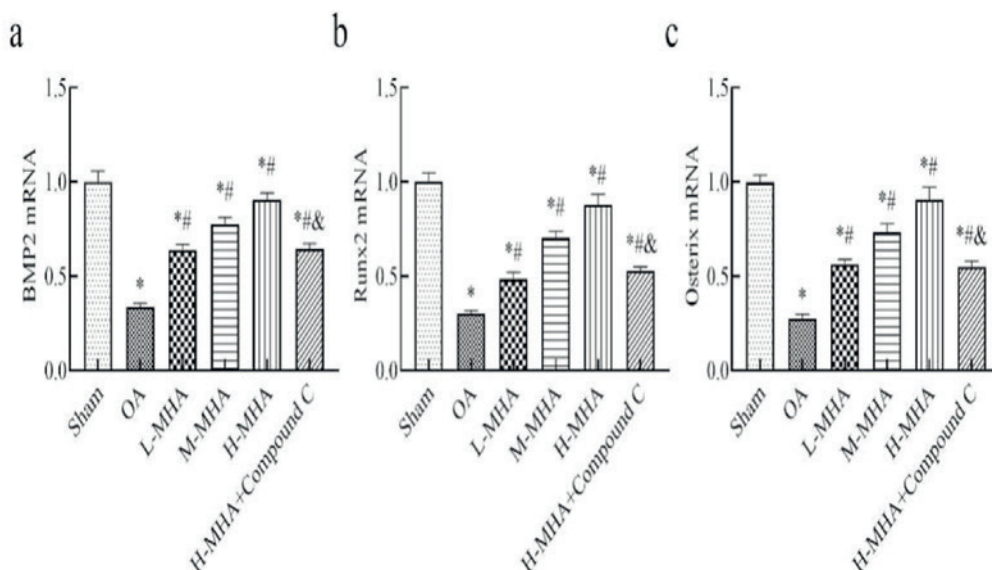 a
BMP2 mRNA
1.5
1.0
0.5
0.0
*
*#
*#
*#
*#&
Sham
OA
L-MHA
M-MHA
H-MHA
H-MHA+Compound C
b
Runx2 mRNA
1.5
1.0
0.5
0.0
*
*#
*#
*#
*#&
Sham
OA
L-MHA
M-MHA
H-MHA
H-MHA+Compound C
c
Osterix mRNA
1.5
1.0
0.5
0.0
*
*#
*#
*#
*#&
Sham
OA
L-MHA
M-MHA
H-MHA
H-MHA+Compound C